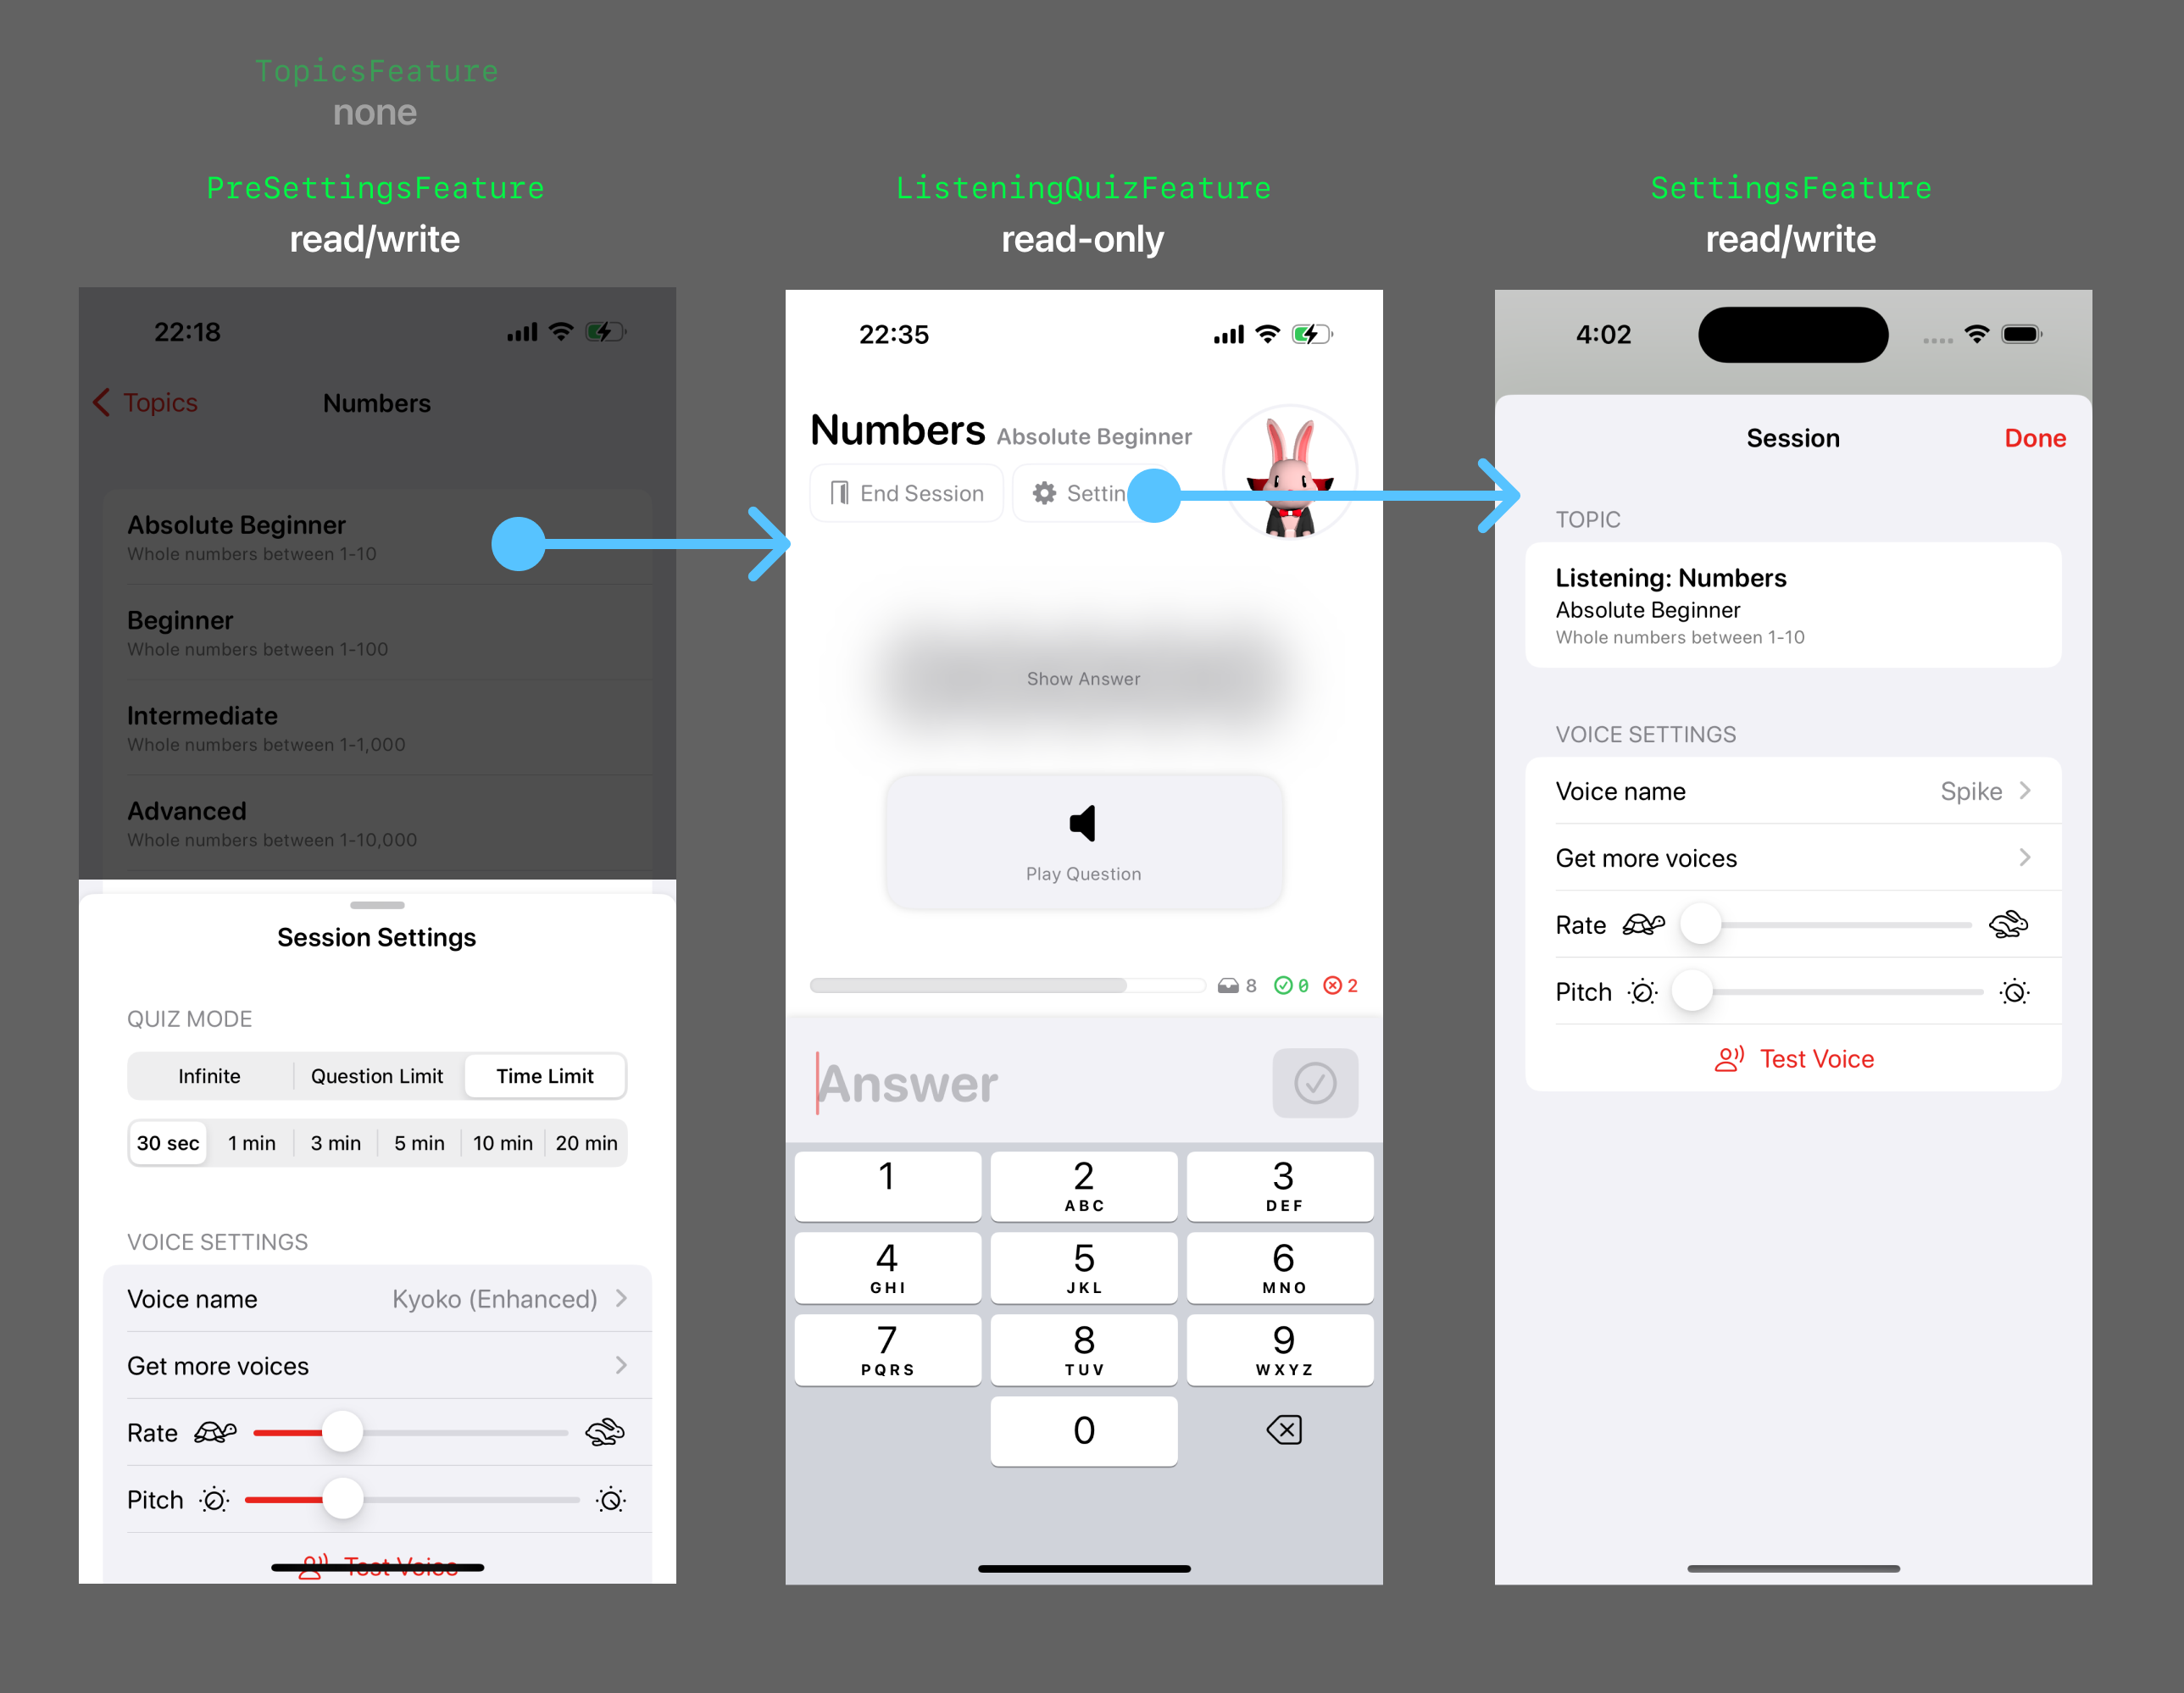 TopicsFeature
none
PreSettingsFeature
read/write
22:18
Topics
Numbers
Absolute Beginner
Whole numbers between 1-10
Beginner
Whole numbers between 1-100
Intermediate
Whole numbers between 1-1,000
Advanced
Whole numbers between 1-10,000
Session Settings
QUIZ MODE
Infinite Question Limit Time Limit
30 sec 1 min 3 min 5 min 10 min 20 min
VOICE SETTINGS
Voice name Kyoko (Enhanced)
Get more voices
Rate
Pitch
Test Voice
ListeningQuizFeature
read-only
22:35
Numbers Absolute Beginner
End Session Settin
Show Answer
Play Question
8 0 2
Answer
1 2 3
ABC DEF
4 5 6
GHI JKL MNO
7 8 9
PQRS TUV WXYZ
0
SettingsFeature
read/write
4:02
Session Done
TOPIC
Listening: Numbers
Absolute Beginner
Whole numbers between 1-10
VOICE SETTINGS
Voice name Spike
Get more voices
Rate
Pitch
Test Voice